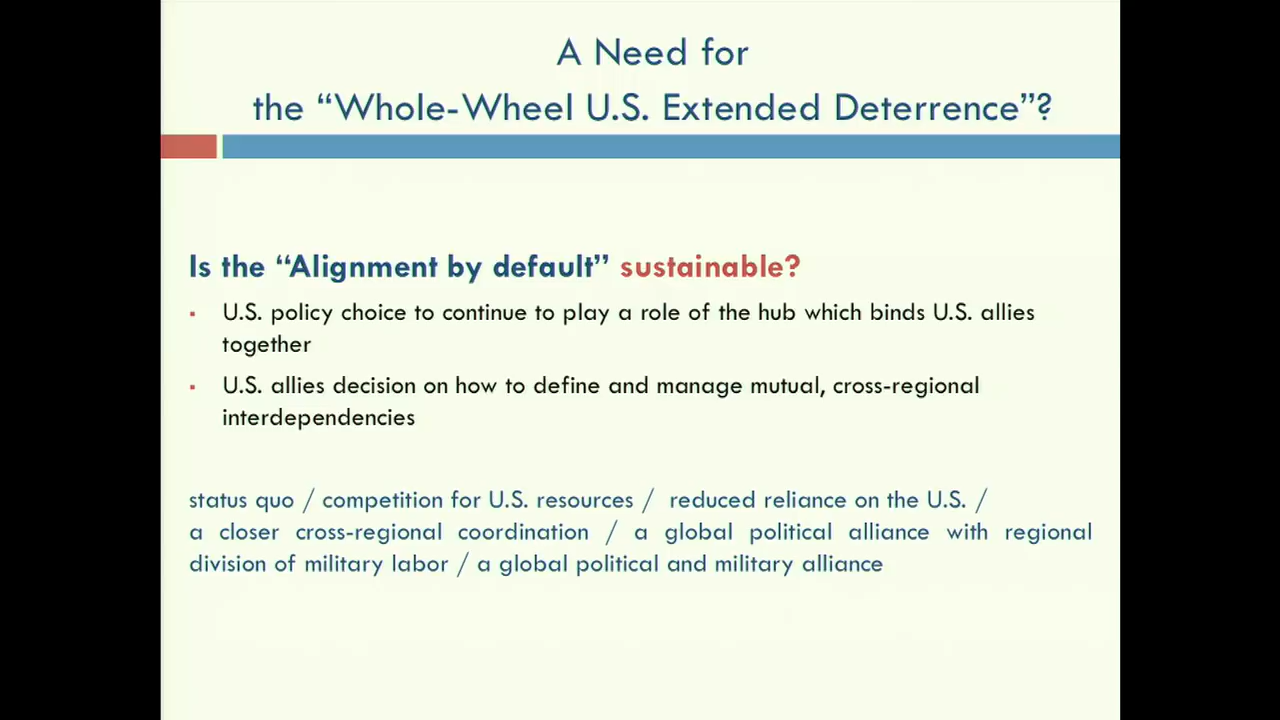 A Need for
the “Whole-Wheel U.S. Extended Deterrence”?
Is the “Alignment by default” sustainable?
▪ U.S. policy choice to continue to play a role of the hub which binds U.S. allies
together
▪ U.S. allies decision on how to define and manage mutual, cross-regional
interdependencies
status quo / competition for U.S. resources / reduced reliance on the U.S. /
a closer cross-regional coordination / a global political alliance with regional
division of military labor / a global political and military alliance